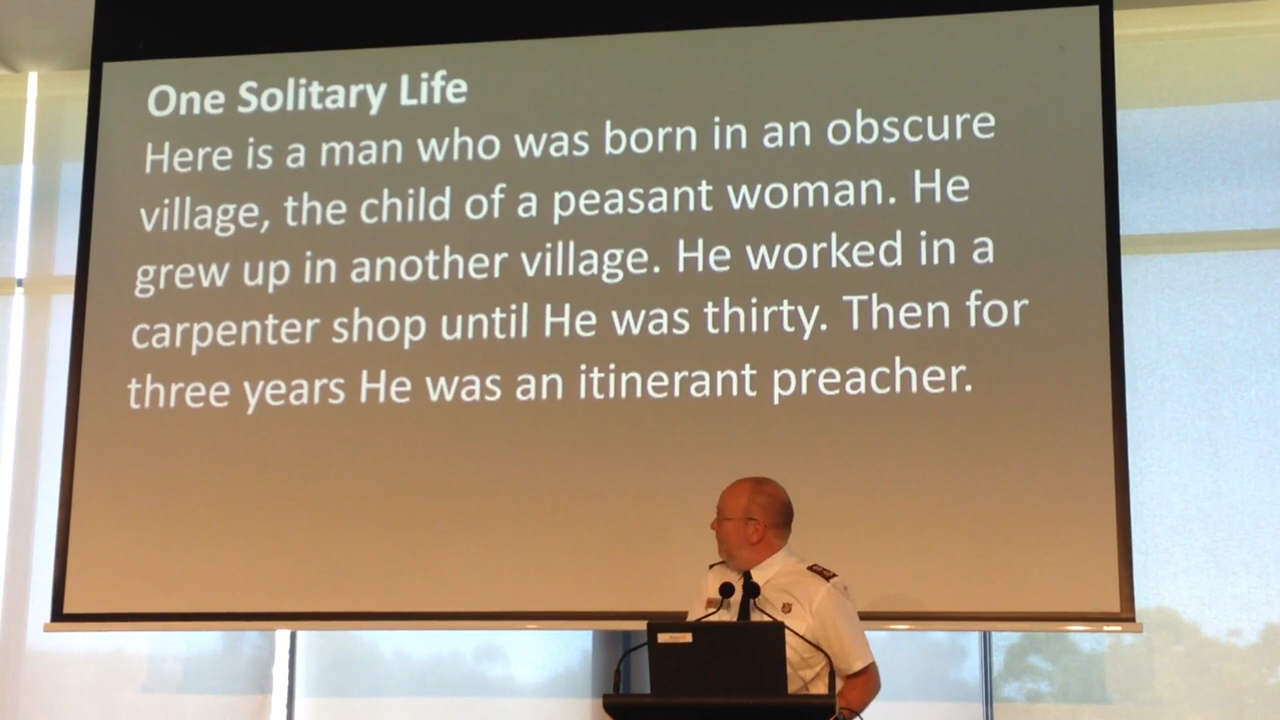 One Solitary Life
Here is a man who was born in an obscure
village, the child of a peasant woman. He
grew up in another village. He worked in a
carpenter shop until He was thirty. Then for
three years He was an itinerant preacher.